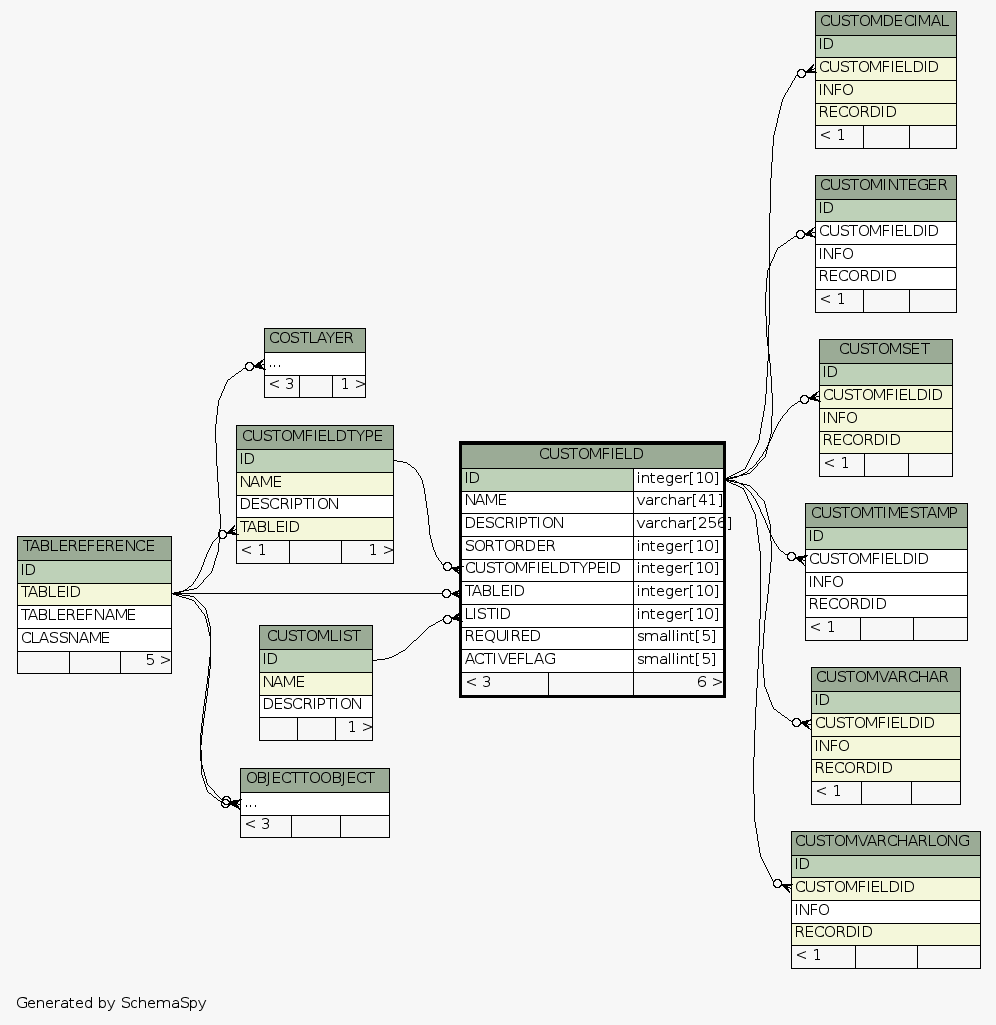 CUSTOMDECIMAL
ID
CUSTOMFIELDID
INFO
RECORDID
< 1
CUSTOMINTEGER
ID
CUSTOMFIELDID
INFO
RECORDID
< 1
COSTLAYER
...
< 3 1 >
CUSTOMSET
ID
CUSTOMFIELDID
INFO
RECORDID
< 1
CUSTOMFIELDTYPE
ID
NAME
DESCRIPTION
TABLEID
< 1 1 >
CUSTOMFIELD
ID integer[10]
NAME varchar[41]
DESCRIPTION varchar[256]
SORTORDER integer[10]
CUSTOMFIELDTYPEID integer[10]
TABLEID integer[10]
LISTID integer[10]
REQUIRED smallint[5]
ACTIVEFLAG smallint[5]
< 3 6 >
CUSTOMTIMESTAMP
ID
CUSTOMFIELDID
INFO
RECORDID
< 1
TABLEREFERENCE
ID
TABLEID
TABLEREFNAME
CLASSNAME
5 >
CUSTOMLIST
ID
NAME
DESCRIPTION
1 >
CUSTOMVARCHAR
ID
CUSTOMFIELDID
INFO
RECORDID
< 1
OBJECTTOOBJECT
...
< 3
CUSTOMVARCHARLONG
ID
CUSTOMFIELDID
INFO
RECORDID
< 1
Generated by SchemaSpy